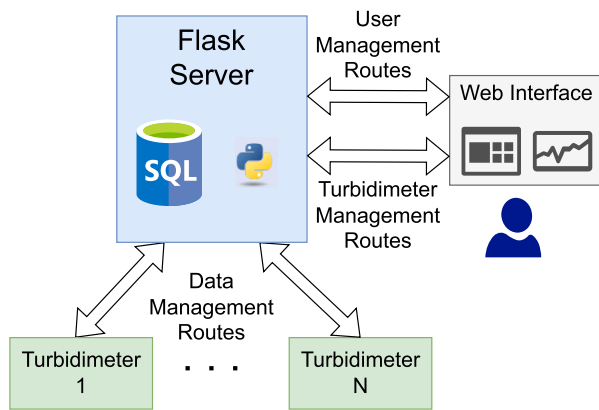 Flask
Server
SQL
User
Management
Routes
Web Interface
Turbidimeter
Management
Routes
Data
Management
Routes
Turbidimeter
1
. . .
Turbidimeter
N